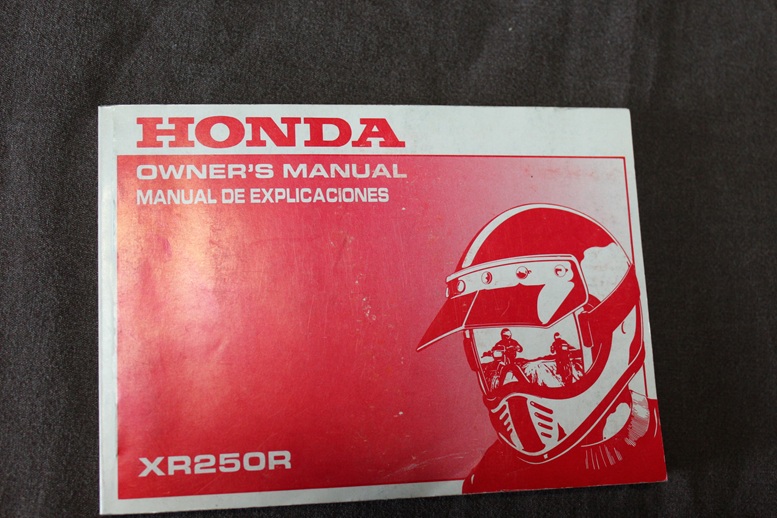 HONDA
OWNER'S MANUAL
MANUAL DE EXPLICACIONES
XR250R